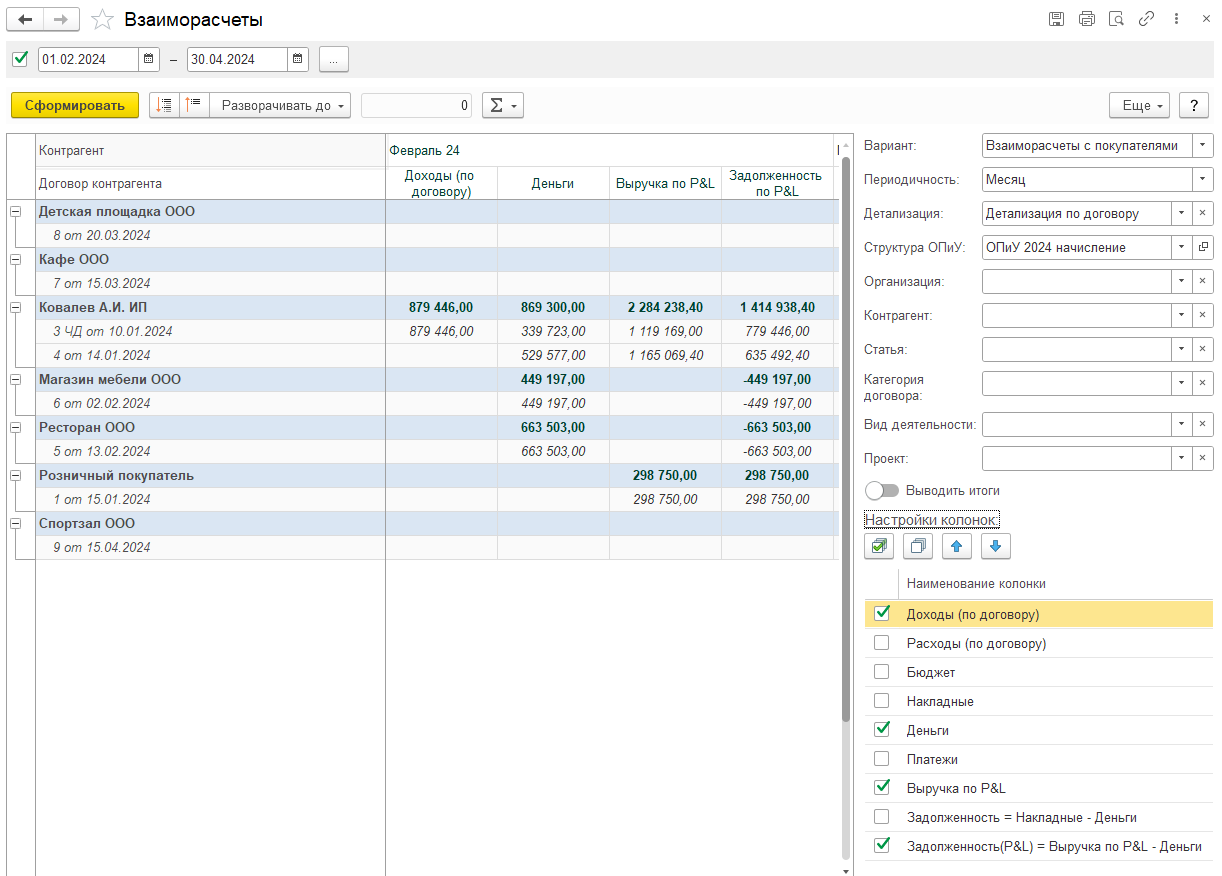 Взаиморасчеты
01.02.2024 – 30.04.2024 ...
Сформировать Разворачивать до 0 Σ Еще ?
Контрагент Февраль 24
Договор контрагента Доходы (по договору) Деньги Выручка по P&L Задолженность по P&L
Детская площадка ООО
8 от 20.03.2024
Кафе ООО
7 от 15.03.2024
Ковалев А.И. ИП 879 446,00 869 300,00 2 284 238,40 1 414 938,40
3 ЧД от 10.01.2024 879 446,00 339 723,00 1 119 169,00 779 446,00
4 от 14.01.2024 529 577,00 1 165 069,40 635 492,40
Магазин мебели ООО 449 197,00 -449 197,00
6 от 02.02.2024 449 197,00 -449 197,00
Ресторан ООО 663 503,00 -663 503,00
5 от 13.02.2024 663 503,00 -663 503,00
Розничный покупатель 298 750,00 298 750,00
1 от 15.01.2024 298 750,00 298 750,00
Спортзал ООО
9 от 15.04.2024
Вариант: Взаиморасчеты с покупателями
Периодичность: Месяц
Детализация: Детализация по договору
Структура ОПиУ: ОПиУ 2024 начисление
Организация:
Контрагент:
Статья:
Категория
договора:
Вид деятельности:
Проект:
Выводить итоги
Настройки колонок:
Наименование колонки
Доходы (по договору)
Расходы (по договору)
Бюджет
Накладные
Деньги
Платежи
Выручка по P&L
Задолженность = Накладные - Деньги
Задолженность(P&L) = Выручка по P&L - Деньги